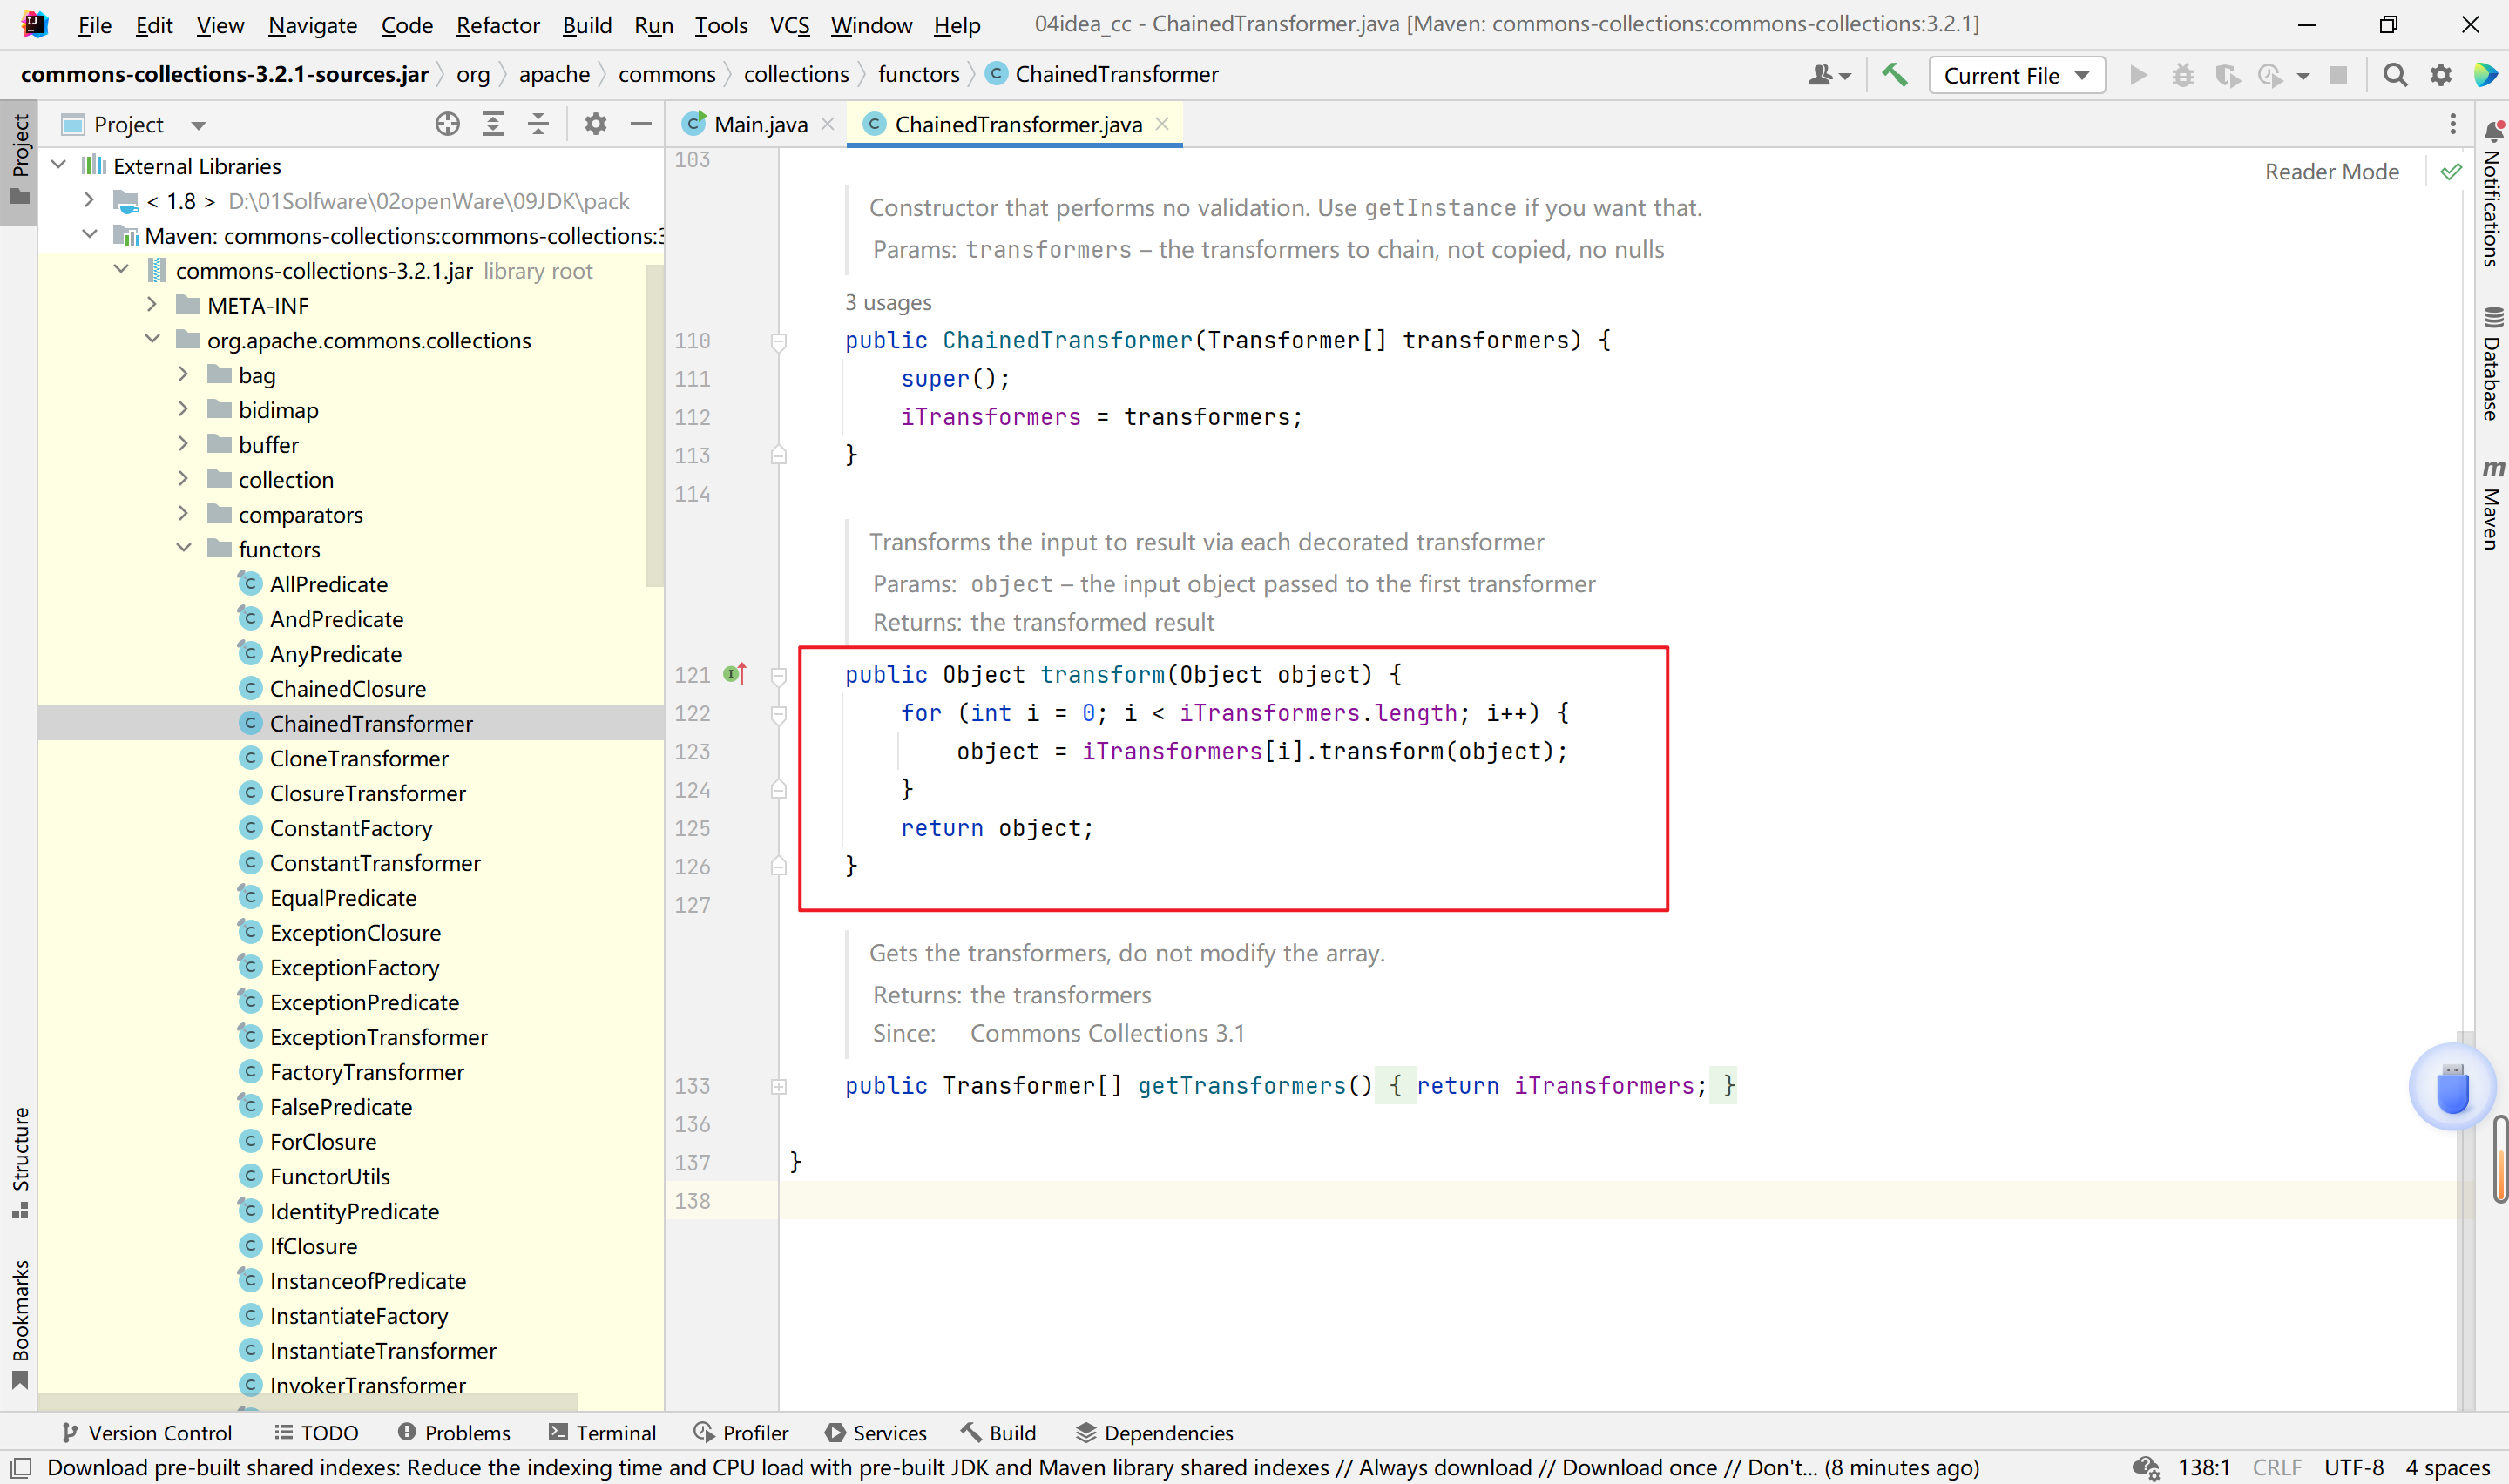 File Edit View Navigate Code Refactor Build Run Tools VCS Window Help 04idea_cc - ChainedTransformer.java [Maven: commons-collections:commons-collections:3.2.1]
commons-collections-3.2.1-sources.jar org apache commons collections functors ChainedTransformer Current File
Project
Project
Main.java
ChainedTransformer.java
External Libraries
< 1.8 > D:\01Solfware\02openWare\09JDK\pack
Maven: commons-collections:commons-collections:3
commons-collections-3.2.1.jar library root
META-INF
org.apache.commons.collections
bag
bidimap
buffer
collection
comparators
functors
AllPredicate
AndPredicate
AnyPredicate
ChainedClosure
ChainedTransformer
CloneTransformer
ClosureTransformer
ConstantFactory
ConstantTransformer
EqualPredicate
ExceptionClosure
ExceptionFactory
ExceptionPredicate
ExceptionTransformer
FactoryTransformer
FalsePredicate
ForClosure
FunctorUtils
IdentityPredicate
IfClosure
InstanceofPredicate
InstantiateFactory
InstantiateTransformer
InvokerTransformer
Structure
Bookmarks
103
Reader Mode
Constructor that performs no validation. Use getInstance if you want that.
Params: transformers – the transformers to chain, not copied, no nulls
3 usages
110 public ChainedTransformer(Transformer[] transformers) {
111 super();
112 iTransformers = transformers;
113 }
114
Transforms the input to result via each decorated transformer
Params: object – the input object passed to the first transformer
Returns: the transformed result
121 public Object transform(Object object) {
122 for (int i = 0; i < iTransformers.length; i++) {
123 object = iTransformers[i].transform(object);
124 }
125 return object;
126 }
127
Gets the transformers, do not modify the array.
Returns: the transformers
Since: Commons Collections 3.1
133 public Transformer[] getTransformers() { return iTransformers; }
136
137 }
138
Notifications
Database
Maven
Version Control TODO Problems Terminal Profiler Services Build Dependencies
Download pre-built shared indexes: Reduce the indexing time and CPU load with pre-built JDK and Maven library shared indexes // Always download // Download once // Don't... (8 minutes ago) 138:1 CRLF UTF-8 4 spaces